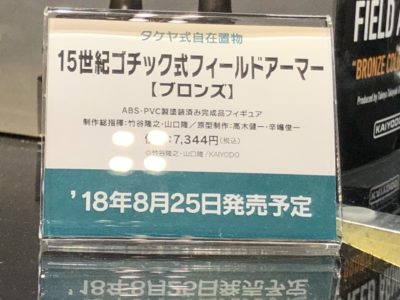 タケヤ式自在置物
15世紀ゴチック式フィールドアーマー
【ブロンズ】
ABS・PVC製塗装済み完成品フィギュア
制作総指揮:竹谷隆之・山口隆／原型制作:高木健一・辛嶋俊一
:7,344円(税込)
©竹谷隆之・山口隆/KAIYODO
'18年8月25日発売予定
FIELD
"BRONZE
KAIYODO